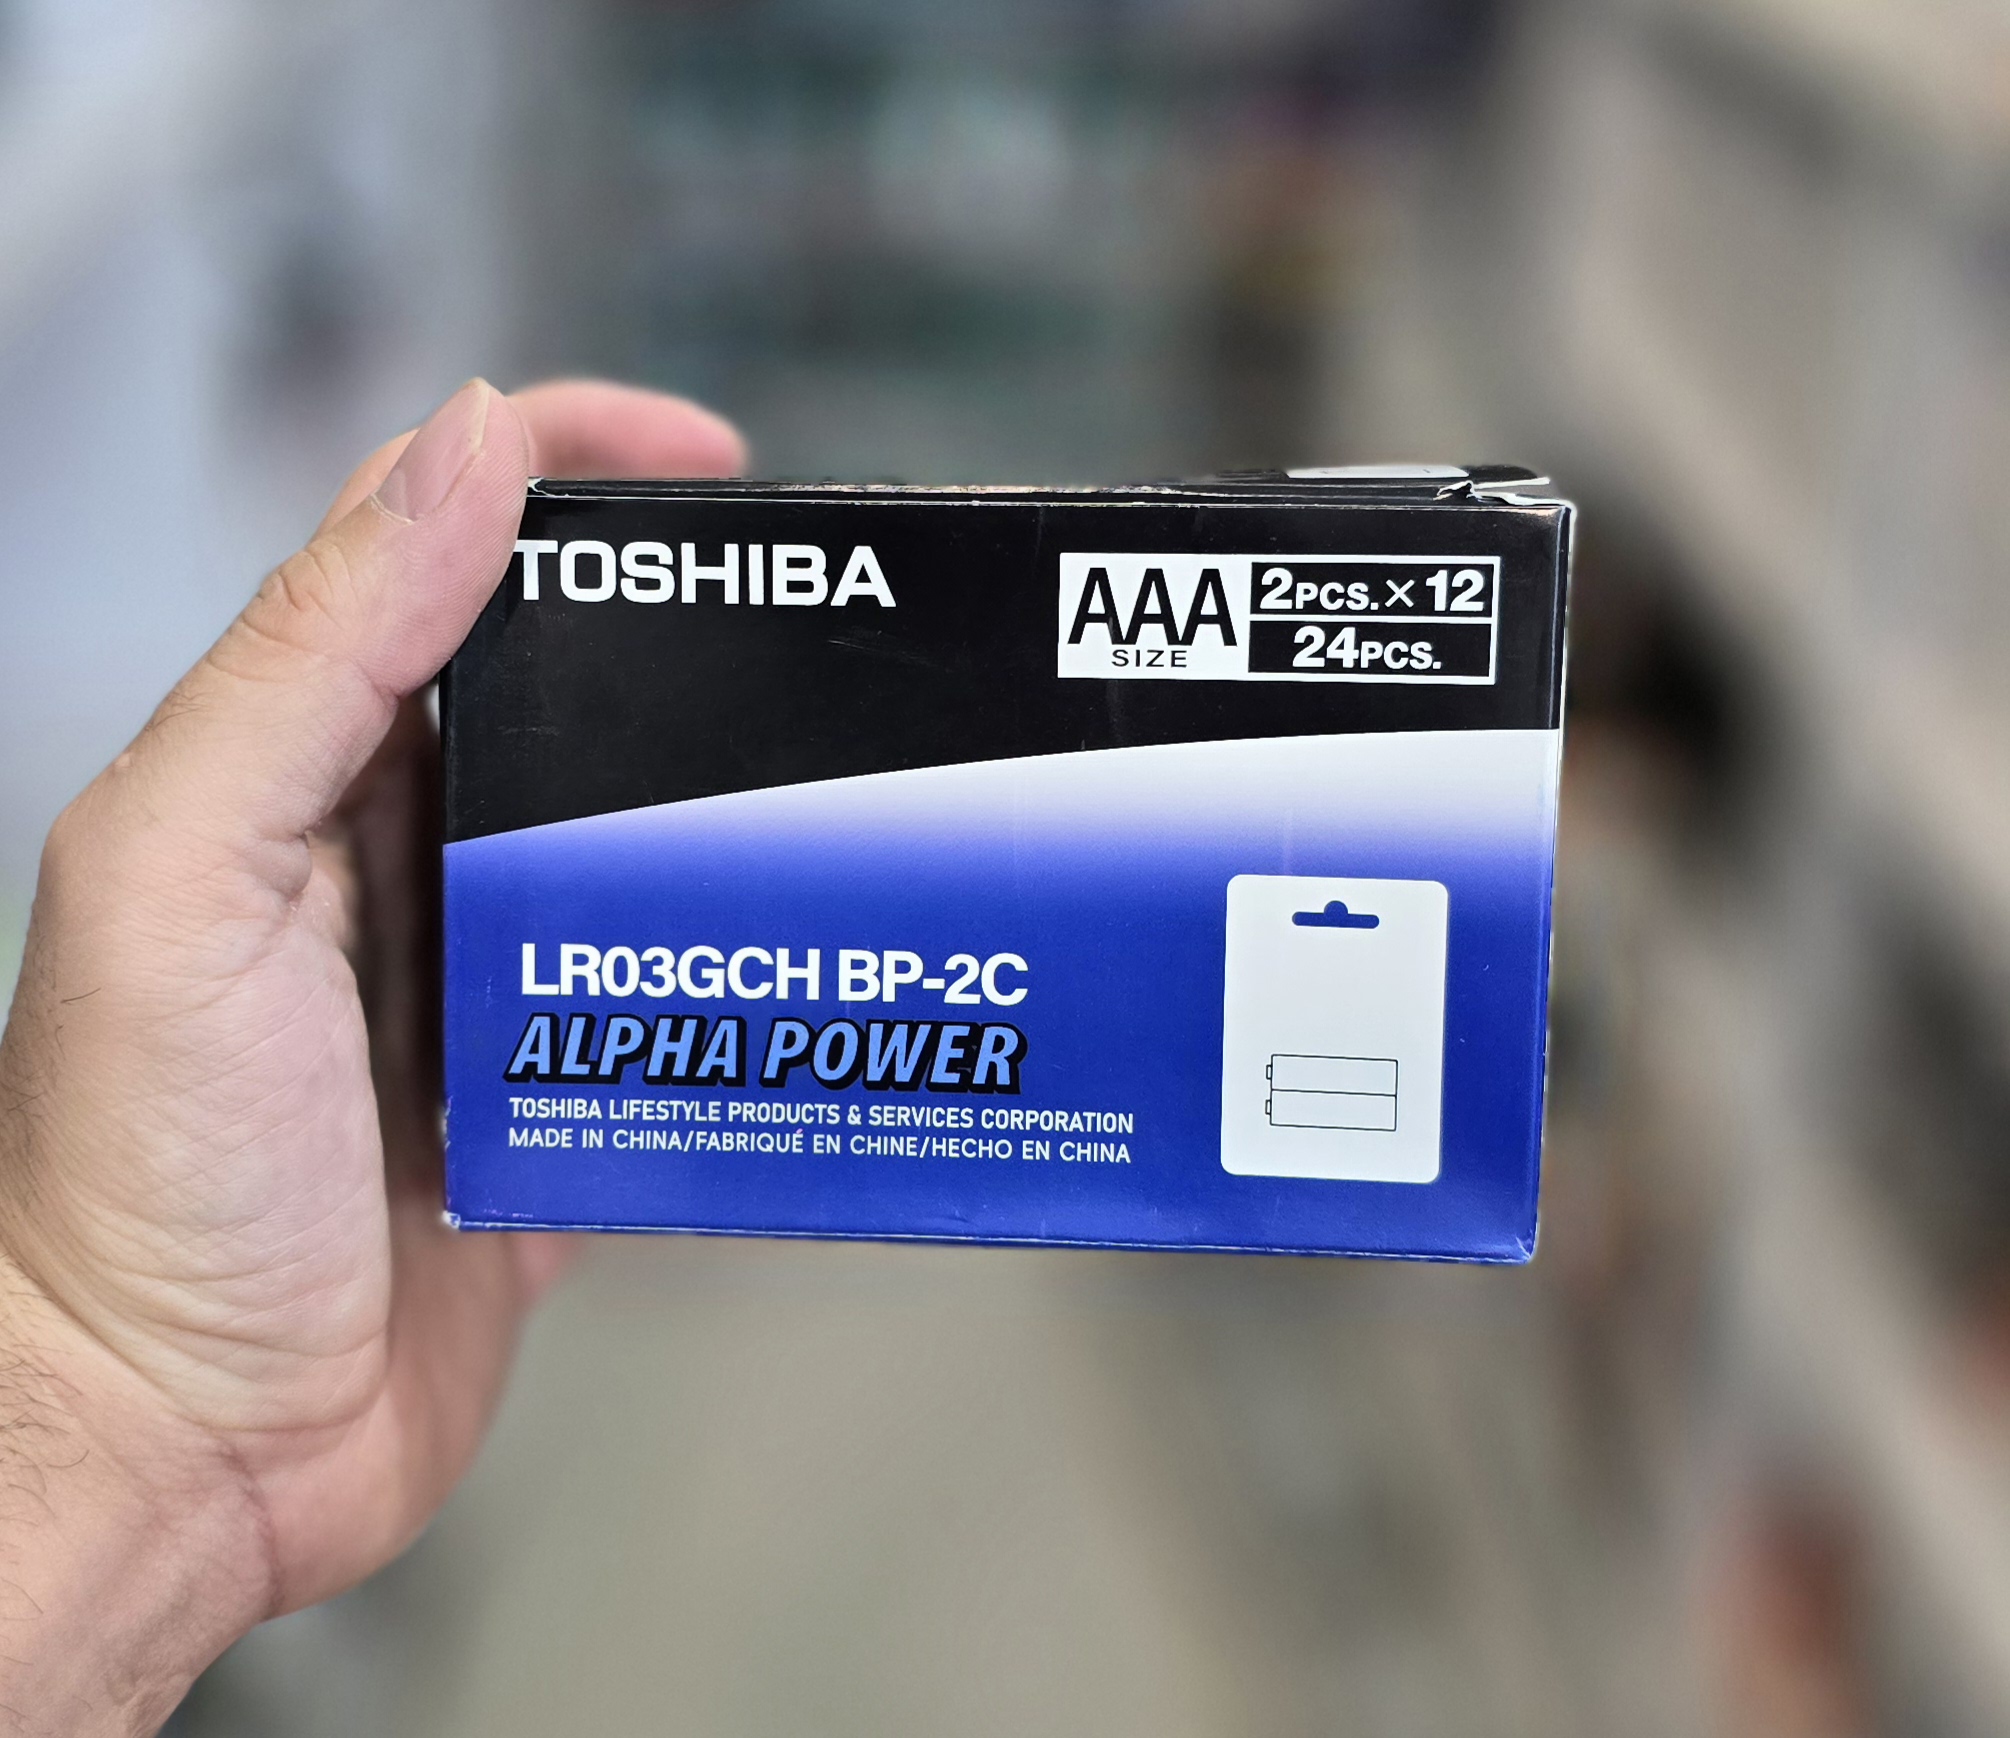 TOSHIBA
AAA
SIZE
2PCS.×12
24PCS.
LR03GCH BP-2C
ALPHA POWER
TOSHIBA LIFESTYLE PRODUCTS & SERVICES CORPORATION
MADE IN CHINA/FABRIQUÉ EN CHINE/HECHO EN CHINA